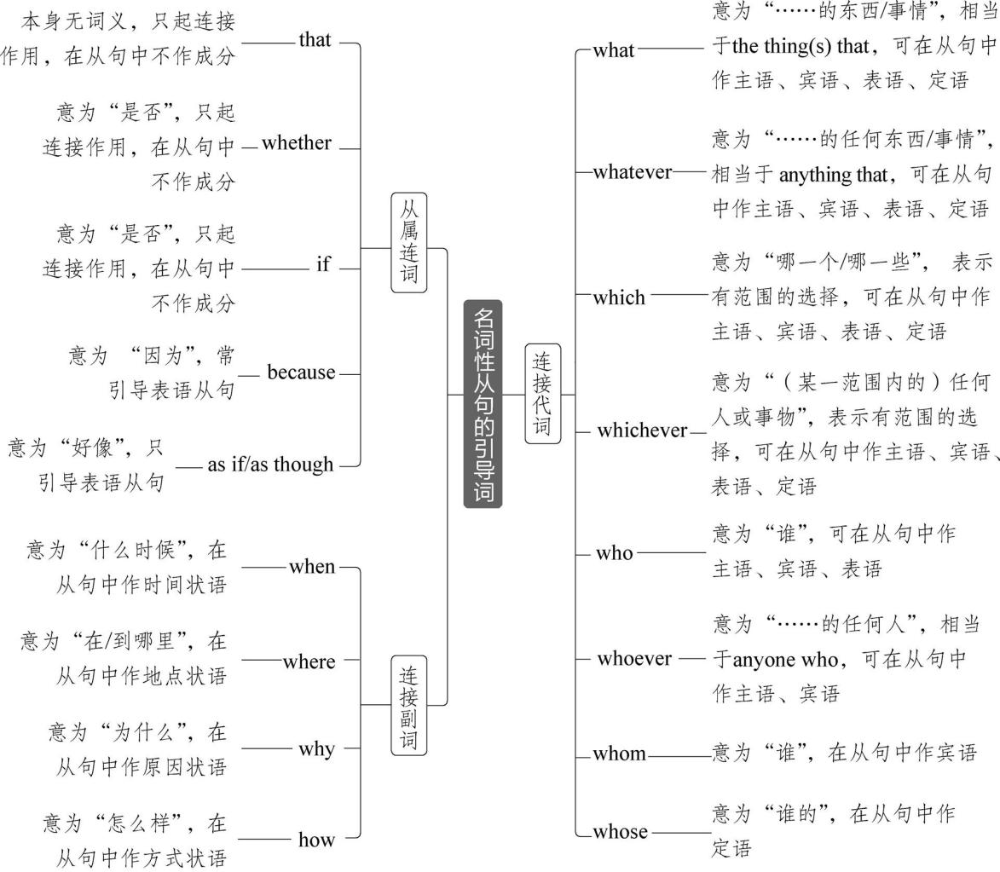 名词性从句的引导词
从属连词
that
本身无词义，只起连接
作用，在从句中不作成分
whether
意为“是否”，只起
连接作用，在从句中
不作成分
if
意为“是否”，只起
连接作用，在从句中
不作成分
because
意为 “因为”，常
引导表语从句
as if/as though
意为“好像”，只
引导表语从句
连接副词
when
意为“什么时候”，在
从句中作时间状语
where
意为“在/到哪里”，在
从句中作地点状语
why
意为“为什么”，在
从句中作原因状语
how
意为“怎么样”，在
从句中作方式状语
连接代词
what
意为“……的东西/事情”，相当
于the thing(s) that，可在从句中
作主语、宾语、表语、定语
whatever
意为“……的任何东西/事情”，
相当于 anything that，可在从句
中作主语、宾语、表语、定语
which
意为“哪一个/哪一些”， 表示
有范围的选择，可在从句中作
主语、宾语、表语、定语
whichever
意为“（某一范围内的）任何
人或事物”，表示有范围的选
择，可在从句中作主语、宾语、
表语、定语
who
意为“谁”，可在从句中作
主语、宾语、表语
whoever
意为“……的任何人”，相当
于anyone who，可在从句中
作主语、宾语
whom
意为“谁”，在从句中作宾语
whose
意为“谁的”，在从句中作
定语